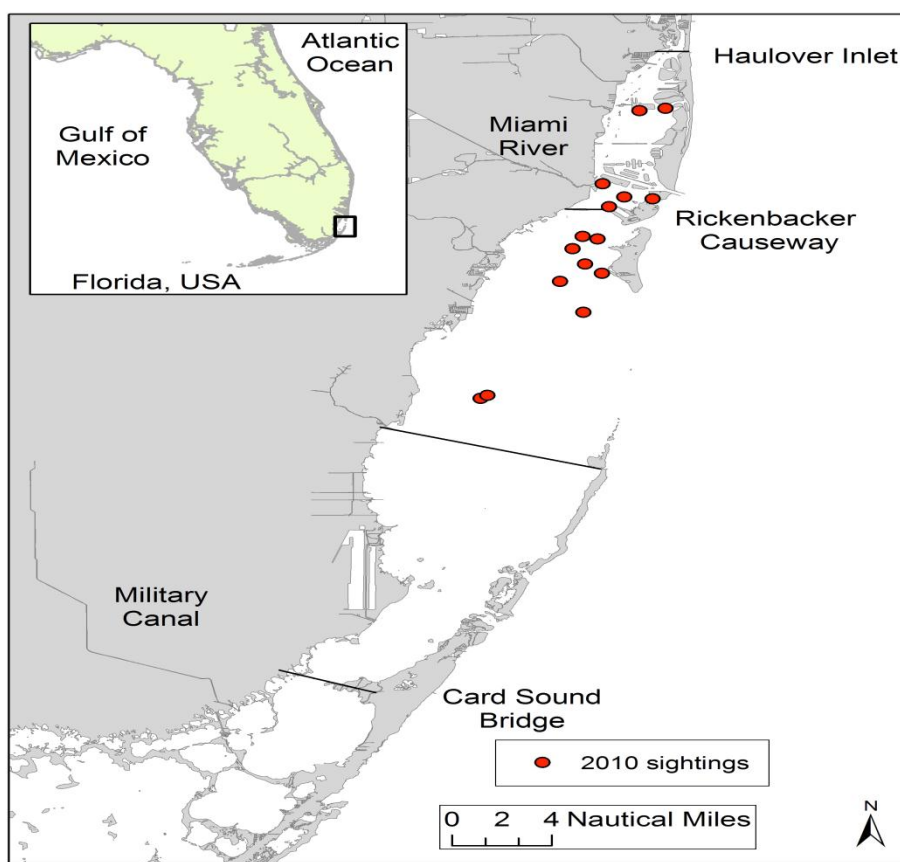 Atlantic
Ocean
Gulf of
Mexico
Florida, USA
Haulover Inlet
Miami
River
Rickenbacker
Causeway
Military
Canal
Card Sound
Bridge
2010 sightings
0 2 4 Nautical Miles
N